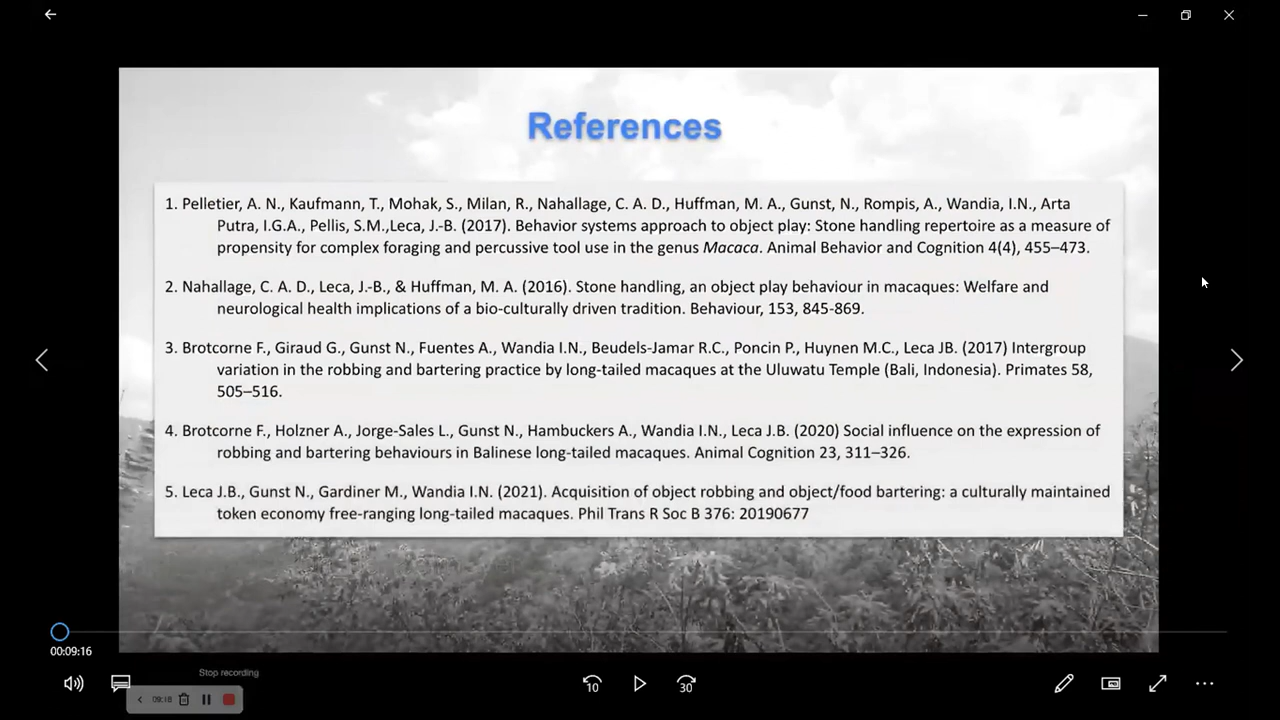 References
1. Pelletier, A. N., Kaufmann, T., Mohak, S., Milan, R., Nahallage, C. A. D., Huffman, M. A., Gunst, N., Rompis, A., Wandia, I.N., Arta
Putra, I.G.A., Pellis, S.M.,Leca, J.-B. (2017). Behavior systems approach to object play: Stone handling repertoire as a measure of
propensity for complex foraging and percussive tool use in the genus Macaca. Animal Behavior and Cognition 4(4), 455–473.
2. Nahallage, C. A. D., Leca, J.-B., & Huffman, M. A. (2016). Stone handling, an object play behaviour in macaques: Welfare and
neurological health implications of a bio-culturally driven tradition. Behaviour, 153, 845-869.
3. Brotcorne F., Giraud G., Gunst N., Fuentes A., Wandia I.N., Beudels-Jamar R.C., Poncin P., Huynen M.C., Leca JB. (2017) Intergroup
variation in the robbing and bartering practice by long-tailed macaques at the Uluwatu Temple (Bali, Indonesia). Primates 58,
505–516.
4. Brotcorne F., Holzner A., Jorge-Sales L., Gunst N., Hambuckers A., Wandia I.N., Leca J.B. (2020) Social influence on the expression of
robbing and bartering behaviours in Balinese long-tailed macaques. Animal Cognition 23, 311–326.
5. Leca J.B., Gunst N., Gardiner M., Wandia I.N. (2021). Acquisition of object robbing and object/food bartering: a culturally maintained
token economy free-ranging long-tailed macaques. Phil Trans R Soc B 376: 20190677
00:09:16
Stop recording
09:18
10
30